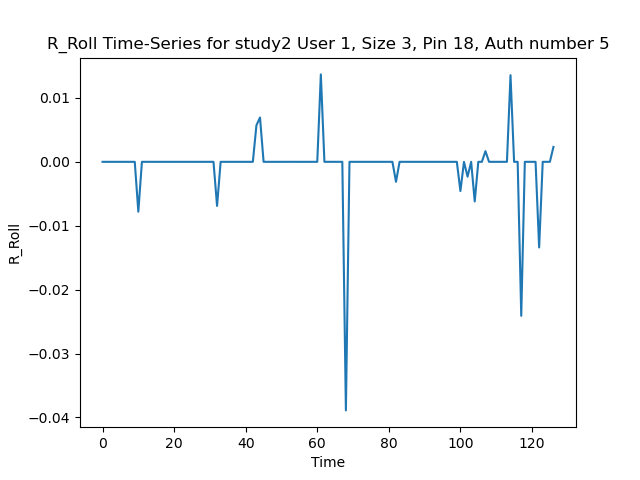 R_Roll Time-Series for study2 User 1, Size 3, Pin 18, Auth number 5
0.01
0.00
−0.01
−0.02
−0.03
−0.04
R_Roll
0 20 40 60 80 100 120
Time